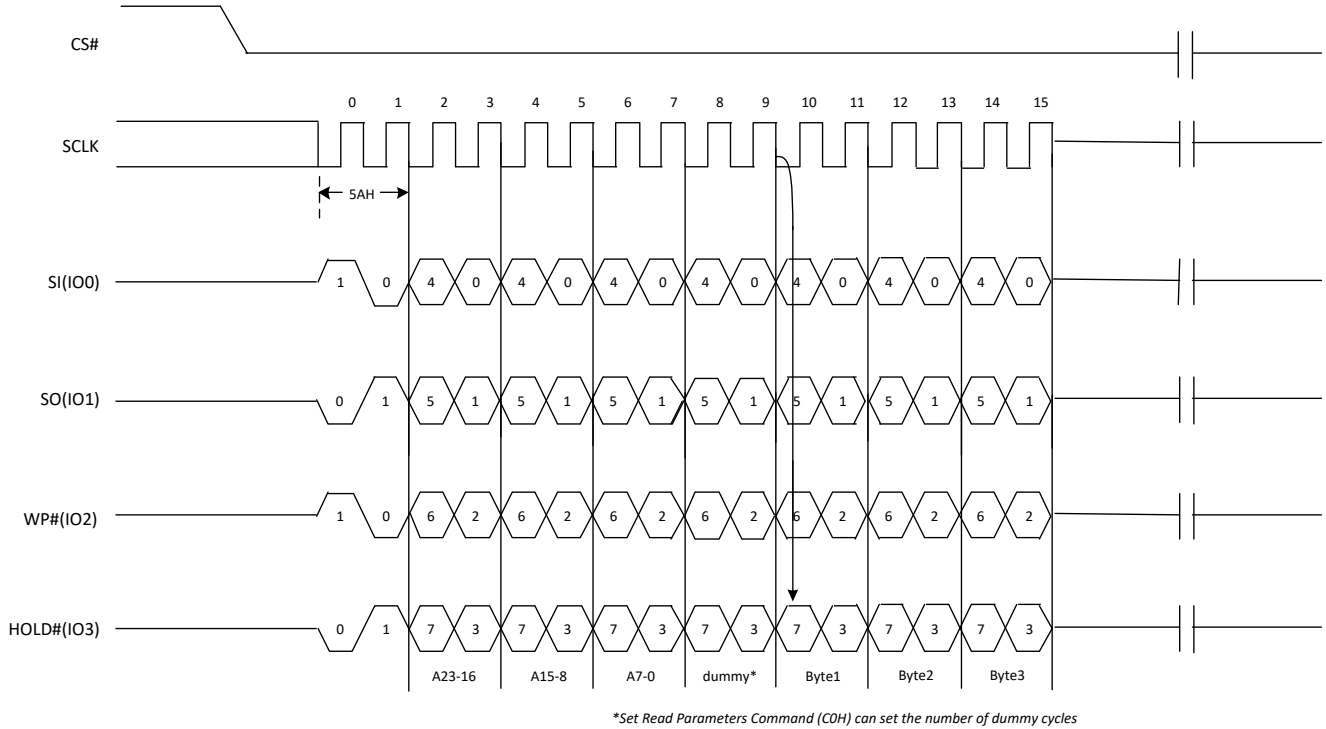 CS#
0 1 2 3 4 5 6 7 8 9 10 11 12 13 14 15
SCLK
5AH
SI(IO0) 1 0 4 0 4 0 4 0 4 0 4 0 4 0 4 0
SO(IO1) 0 1 5 1 5 1 5 1 5 1 5 1 5 1 5 1
WP#(IO2) 1 0 6 2 6 2 6 2 6 2 6 2 6 2 6 2
HOLD#(IO3) 0 1 7 3 7 3 7 3 7 3 7 3 7 3 7 3
A23-16 A15-8 A7-0 dummy* Byte1 Byte2 Byte3
*Set Read Parameters Command (C0H) can set the number of dummy cycles